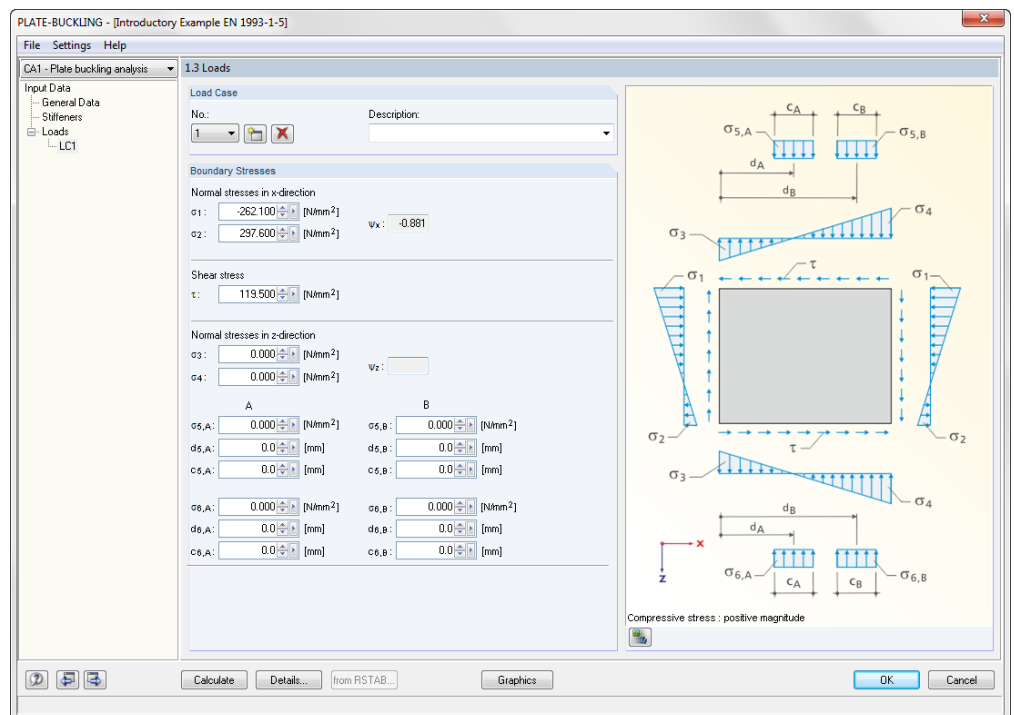 PLATE-BUCKLING - [Introductory Example EN 1993-1-5]
File Settings Help
CA1 - Plate buckling analysis
1.3 Loads
Input Data
General Data
Stiffeners
Loads
LC1
Load Case
No.: Description:
1
Boundary Stresses
Normal stresses in x-direction
σ1: -262.100 [N/mm²]
ψx: -0.881
σ2: 297.600 [N/mm²]
Shear stress
τ: 119.500 [N/mm²]
Normal stresses in z-direction
σ3: 0.000 [N/mm²]
ψz:
σ4: 0.000 [N/mm²]
A B
σ5,A: 0.000 [N/mm²] σ5,B: 0.000 [N/mm²]
d5,A: 0.0 [mm] d5,B: 0.0 [mm]
c5,A: 0.0 [mm] c5,B: 0.0 [mm]
σ6,A: 0.000 [N/mm²] σ6,B: 0.000 [N/mm²]
d6,A: 0.0 [mm] d6,B: 0.0 [mm]
c6,A: 0.0 [mm] c6,B: 0.0 [mm]
cA cB
σ5,A σ5,B
dA
dB
σ4
σ3
τ
σ1 σ1
σ2 σ2
τ
σ3
σ4
dB
dA
x
z
σ6,A σ6,B
cA cB
Compressive stress : positive magnitude
Calculate Details... from RSTAB... Graphics OK Cancel